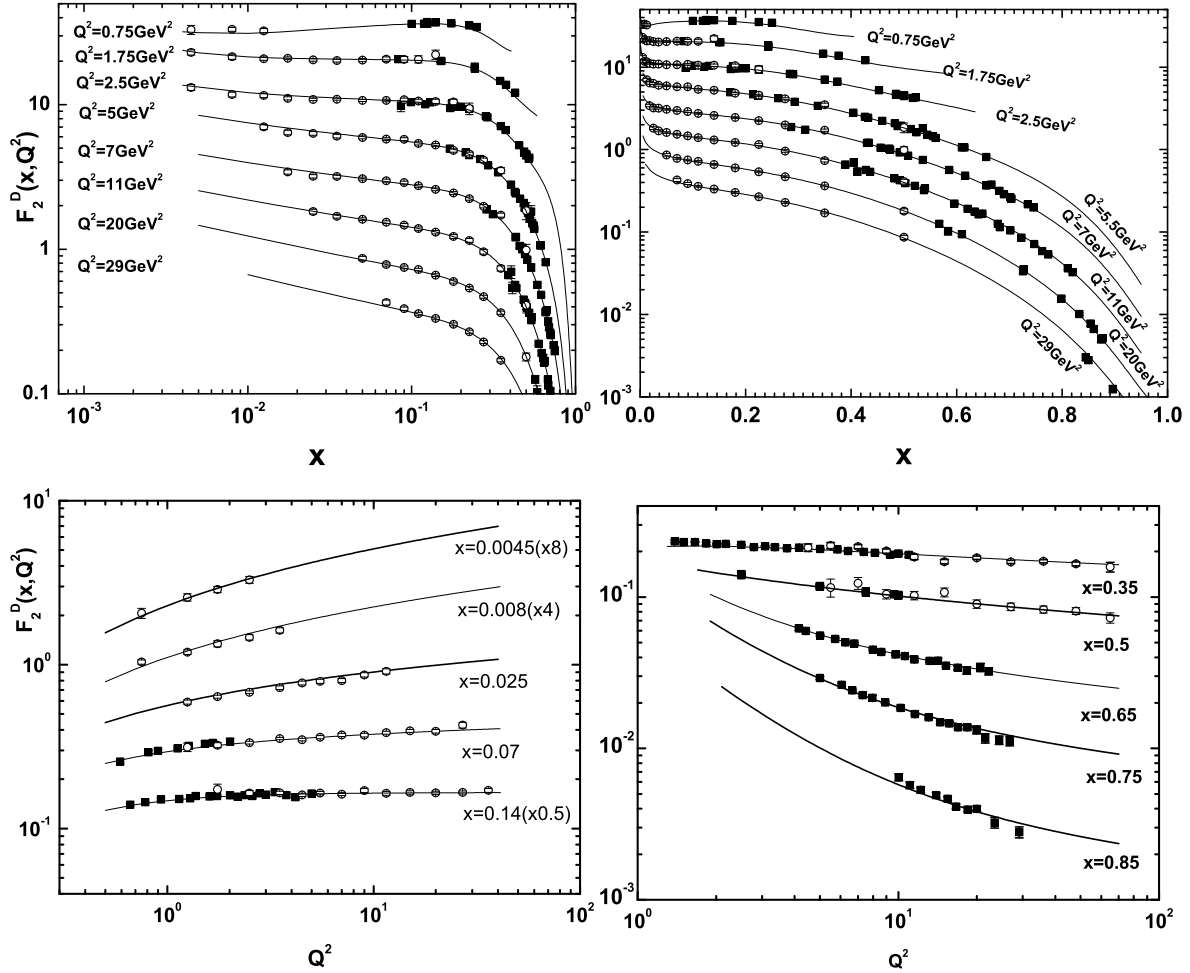 F₂ᴰ(x,Q²)
10
1
0.1
Q²=0.75GeV²
Q²=1.75GeV²
Q²=2.5GeV²
Q²=5GeV²
Q²=7GeV²
Q²=11GeV²
Q²=20GeV²
Q²=29GeV²
10⁻³
10⁻²
10⁻¹
10⁰
x
10¹
10⁰
10⁻¹
10⁻²
10⁻³
Q²=0.75GeV²
Q²=1.75GeV²
Q²=2.5GeV²
Q²=5.5GeV²
Q²=7GeV²
Q²=11GeV²
Q²=20GeV²
Q²=29GeV²
0.0
0.2
0.4
0.6
0.8
1.0
x
F₂ᴰ(x,Q²)
10¹
10⁰
10⁻¹
x=0.0045(x8)
x=0.008(x4)
x=0.025
x=0.07
x=0.14(x0.5)
10⁰
10¹
10²
Q²
10⁻¹
10⁻²
10⁻³
x=0.35
x=0.5
x=0.65
x=0.75
x=0.85
10⁰
10¹
10²
Q²